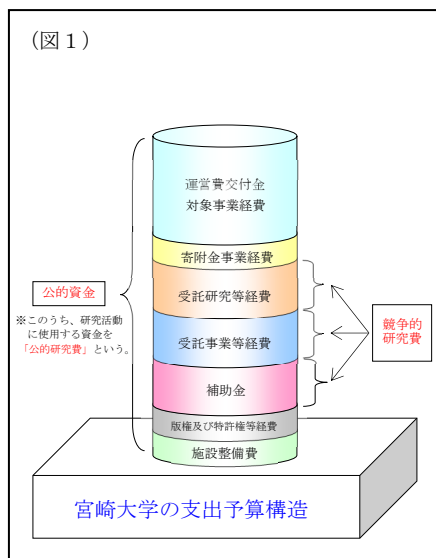 (図1)
運営費交付金
対象事業経費
寄附金事業経費
受託研究等経費
受託事業等経費
補助金
版権及び特許権等経費
施設整備費
公的資金
※このうち、研究活動
に使用する資金を
「公的研究費」という。
競争的
研究費
宮崎大学の支出予算構造